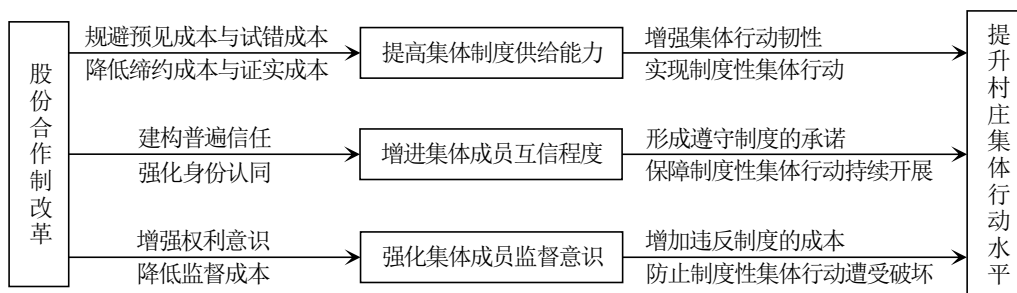 股份合作制改革
规避预见成本与试错成本
降低缔约成本与证实成本
提高集体制度供给能力
增强集体行动韧性
实现制度性集体行动
建构普遍信任
强化身份认同
增进集体成员互信程度
形成遵守制度的承诺
保障制度性集体行动持续开展
增强权利意识
降低监督成本
强化集体成员监督意识
增加违反制度的成本
防止制度性集体行动遭受破坏
提升村庄集体行动水平